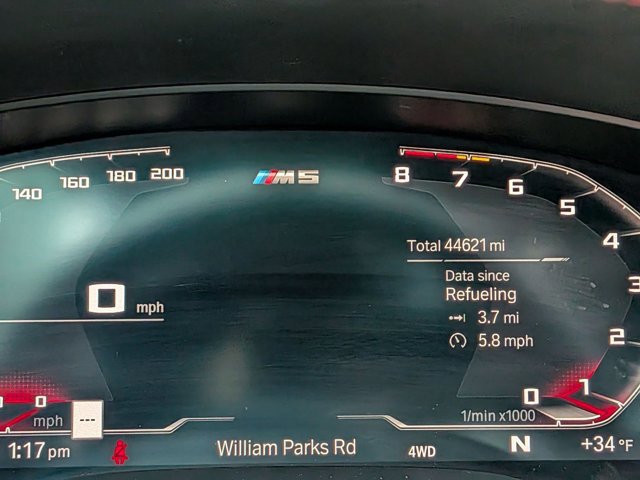 140 160 180 200
M5
8 7 6 5 4 3 2 1 0
Total 44621 mi
Data since
Refueling
3.7 mi
5.8 mph
0 mph
0 mph
---
1/min x1000
1:17 pm
William Parks Rd
4WD
N
+34 °F